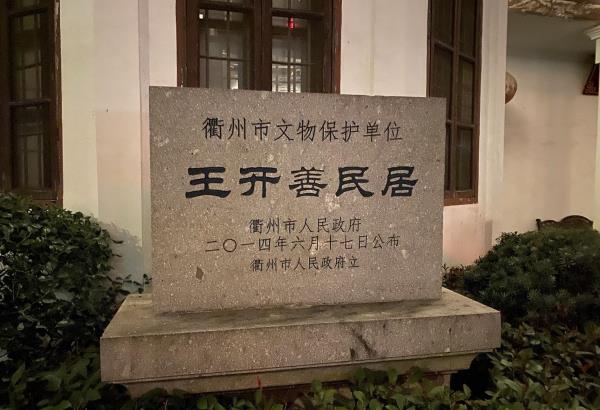 衢州市文物保护单位
王开善民居
衢州市人民政府
二〇一四年六月十七日公布
衢州市人民政府立